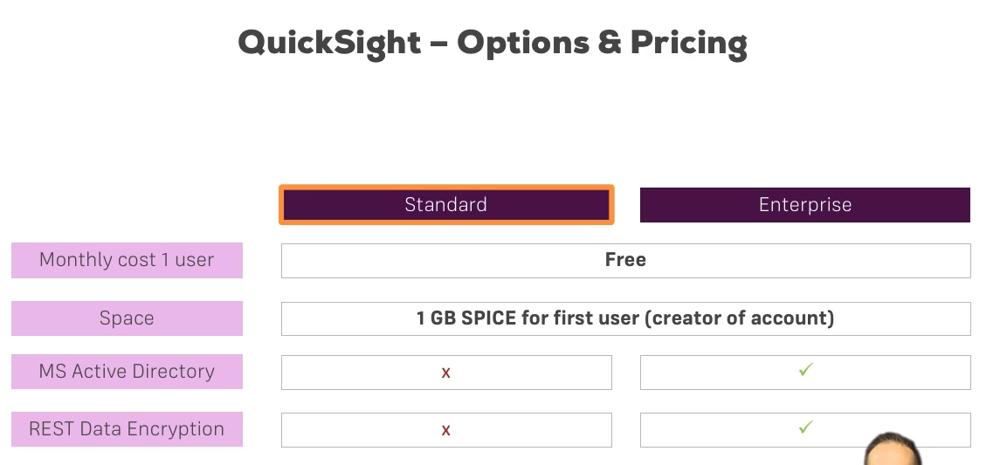 QuickSight – Options & Pricing
Standard Enterprise
Monthly cost 1 user Free
Space 1 GB SPICE for first user (creator of account)
MS Active Directory x ✓
REST Data Encryption x ✓